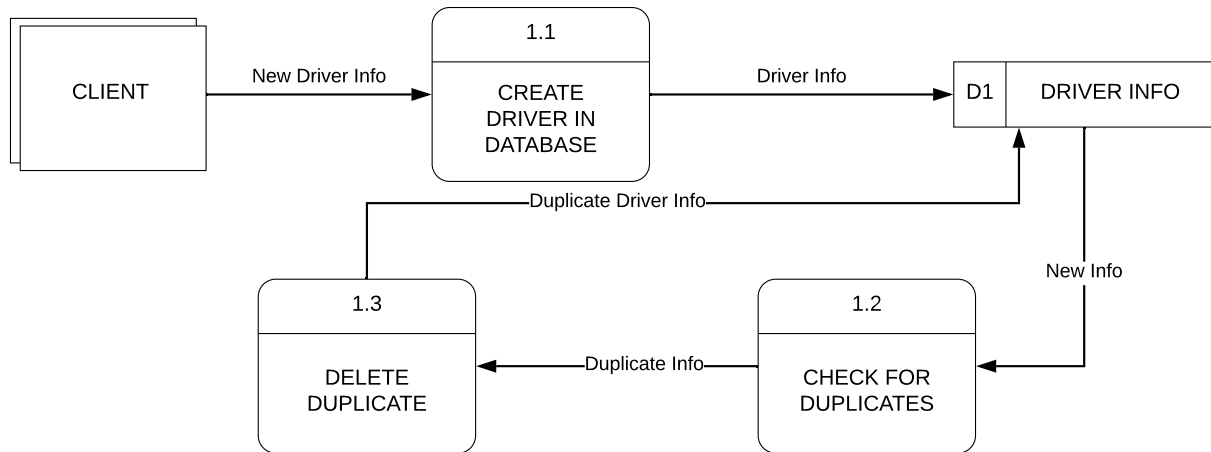 1.1
CLIENT
New Driver Info
CREATE
DRIVER IN
DATABASE
Driver Info
D1
DRIVER INFO
Duplicate Driver Info
New Info
1.3
DELETE
DUPLICATE
Duplicate Info
1.2
CHECK FOR
DUPLICATES